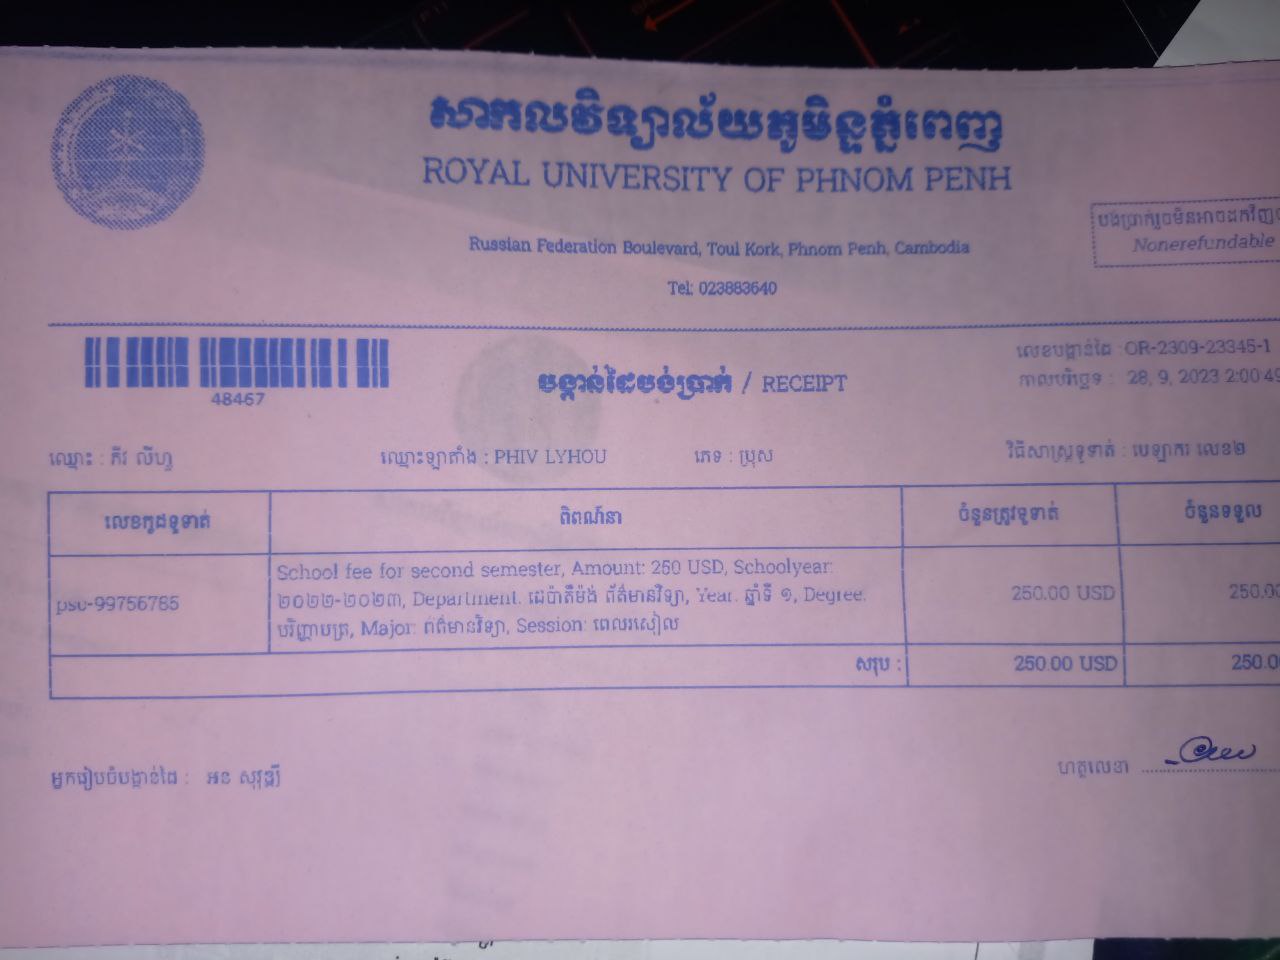 សាកលវិទ្យាល័យភូមិន្ទភ្នំពេញ
ROYAL UNIVERSITY OF PHNOM PENH
Russian Federation Boulevard, Toul Kork, Phnom Penh, Cambodia
Tel: 023883640
បង់ប្រាក់រួចមិនអាចដកវិញ
Nonerefundable
48467
បង្កាន់ដៃបង់ប្រាក់ / RECEIPT
លេខបង្កាន់ដៃ : OR-2309-23345-1
កាលបរិច្ឆេទ : 28, 9, 2023 2:00:49
ឈ្មោះ : ភីវ លីហួ
ឈ្មោះឡាតាំង : PHIV LYHOU
ភេទ : ប្រុស
វិធីសាស្ត្រទូទាត់ : បេឡាករ លេខ២
លេខកូដទូទាត់
ពិពណ៌នា
ចំនួនត្រូវទូទាត់
ចំនួនទទួល
psc-99756785
School fee for second semester, Amount: 250 USD, Schoolyear:
២០២២-២០២៣, Department: ដេប៉ាតឺម៉ង់ ព័ត៌មានវិទ្យា, Year: ឆ្នាំទី ១, Degree:
បរិញ្ញាបត្រ, Major: ព័ត៌មានវិទ្យា, Session: ពេលរសៀល
250.00 USD
250.00
សរុប :
250.00 USD
250.0
អ្នករៀបចំបង្កាន់ដៃ : អន សុវុទ្ឋី
ហត្ថលេខា